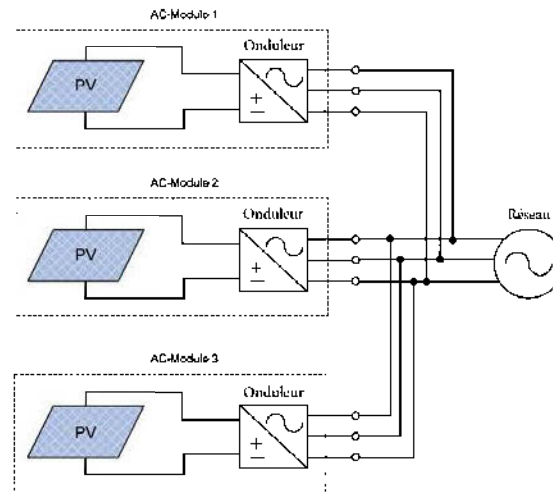 AC-Module 1
Onduleur
PV
+
−
AC-Module 2
Onduleur
Réseau
PV
+
−
AC-Module 3
Onduleur
PV
+
−